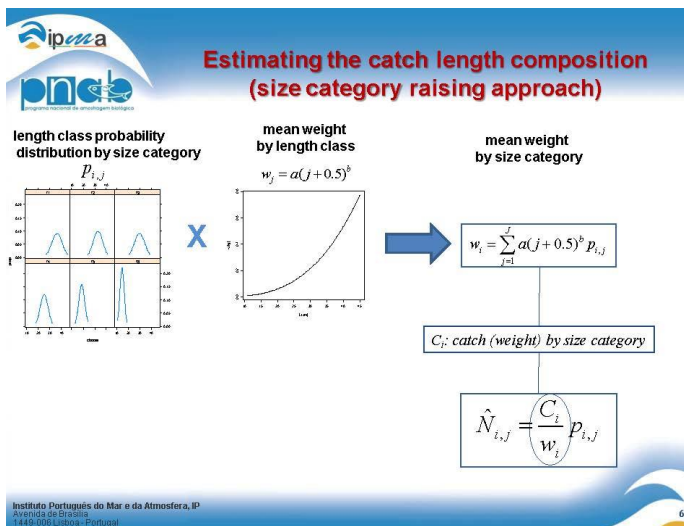 ipma
pnab
programa nacional de amostragem biológica
Estimating the catch length composition
(size category raising approach)
length class probability
distribution by size category
p_{i,j}
mean weight
by length class
w_j = a(j + 0.5)^b
X
mean weight
by size category
w_i = \sum_{j=1}^{J} a(j + 0.5)^b p_{i,j}
C_i: catch (weight) by size category
\hat{N}_{i,j} = \frac{C_i}{w_i} p_{i,j}
Instituto Português do Mar e da Atmosfera, IP
Avenida de Brasília
1449-006 Lisboa - Portugal
6